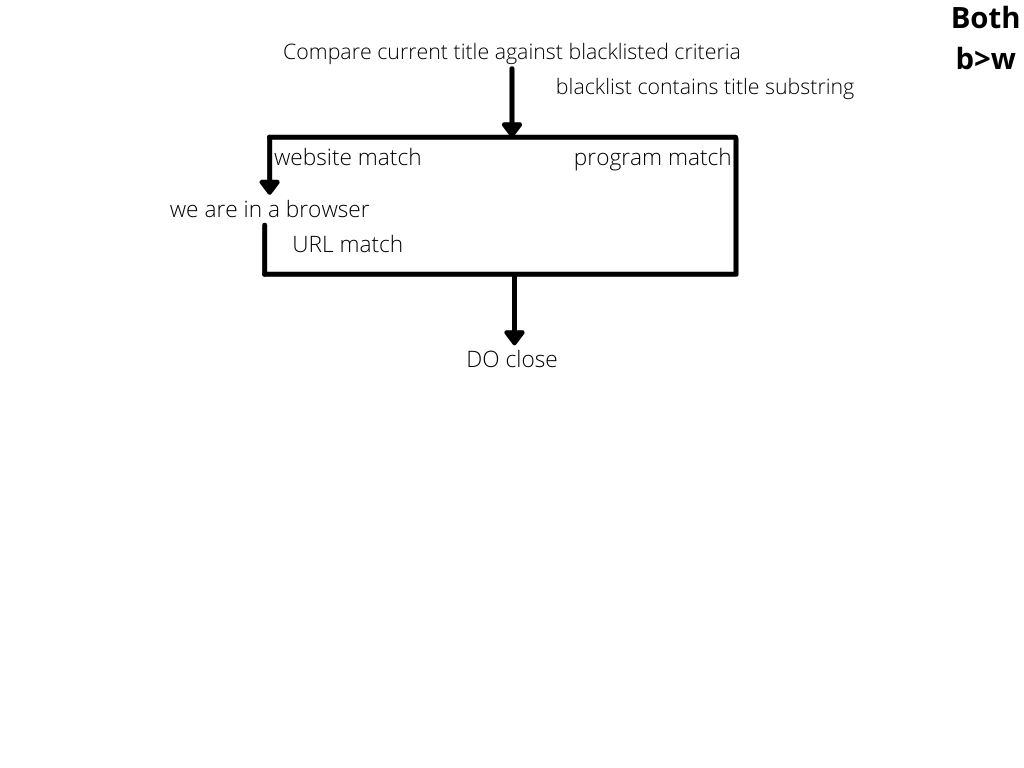 Both
b>w
Compare current title against blacklisted criteria
blacklist contains title substring
website match
program match
we are in a browser
URL match
DO close